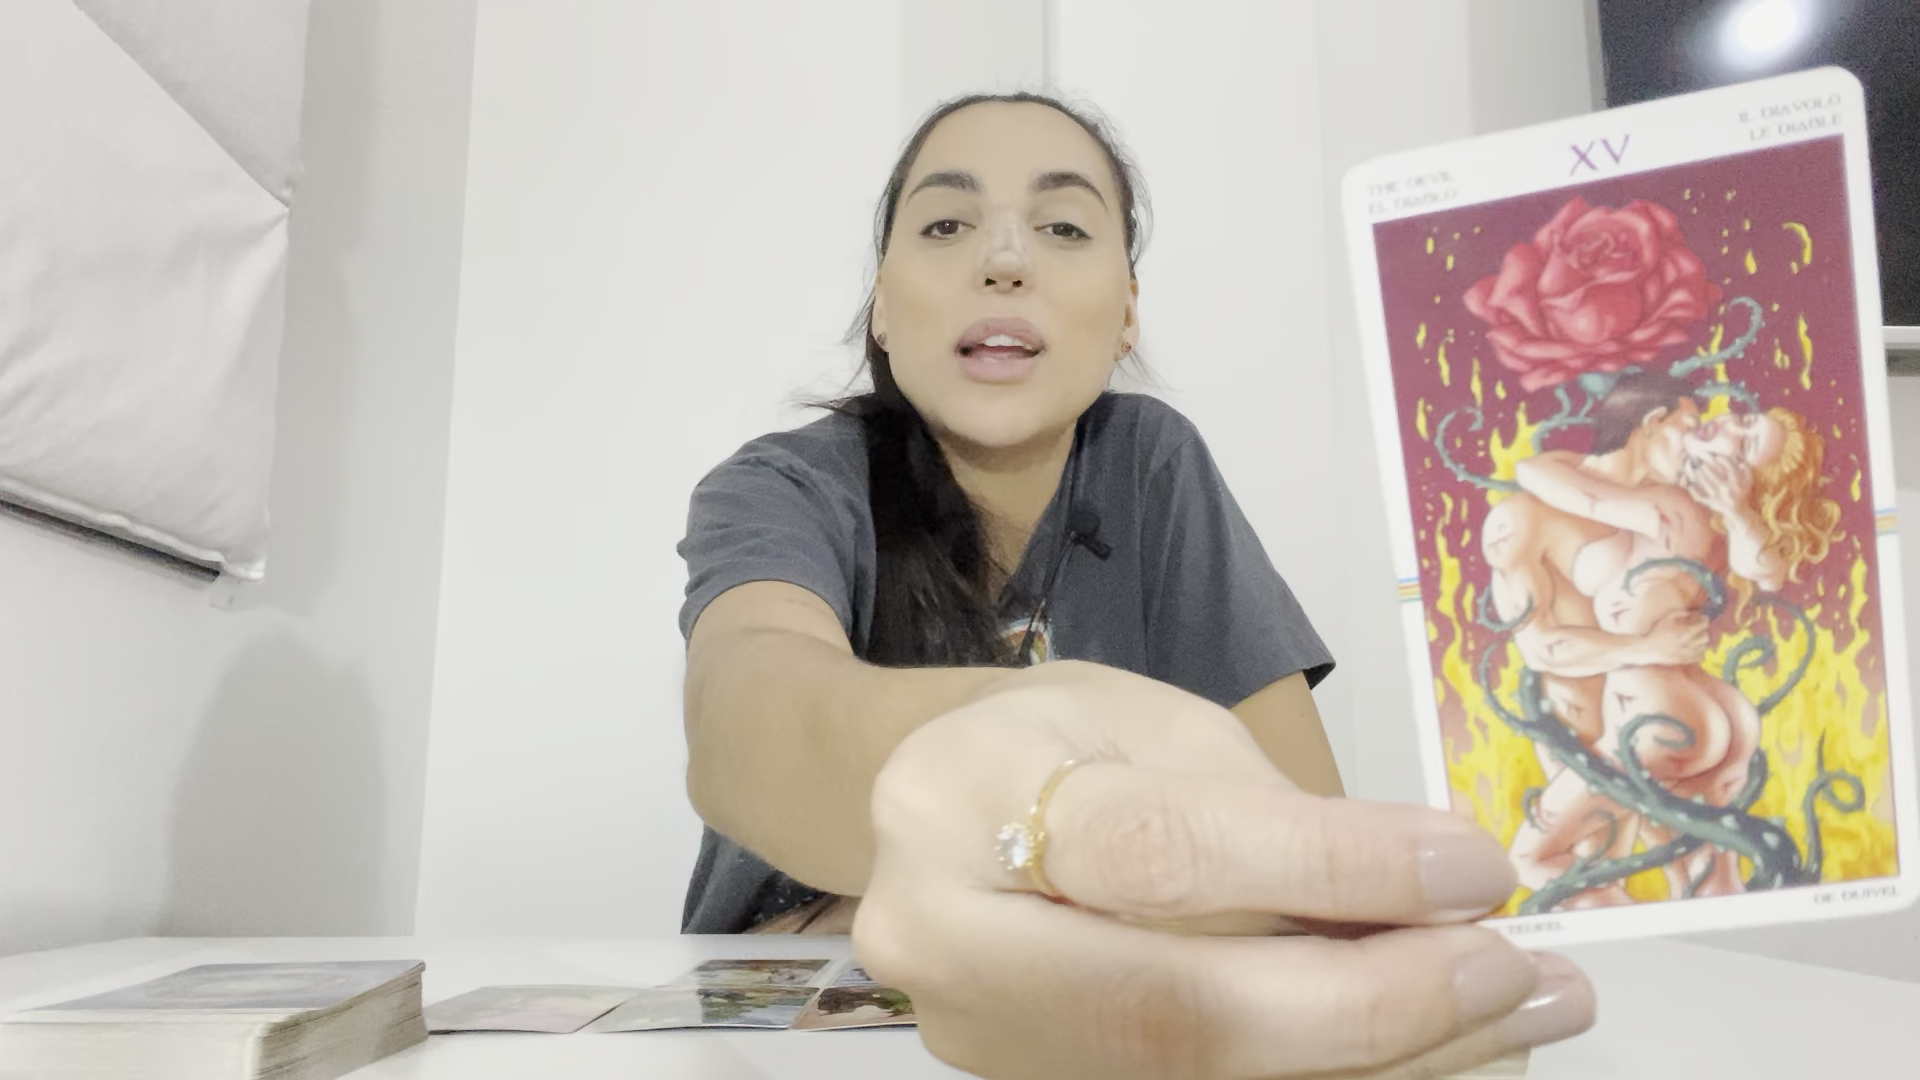 THE DEVIL
EL DIABLO
XV
IL DIAVOLO
LE DIABLE
TEUFEL
DE DUIVEL